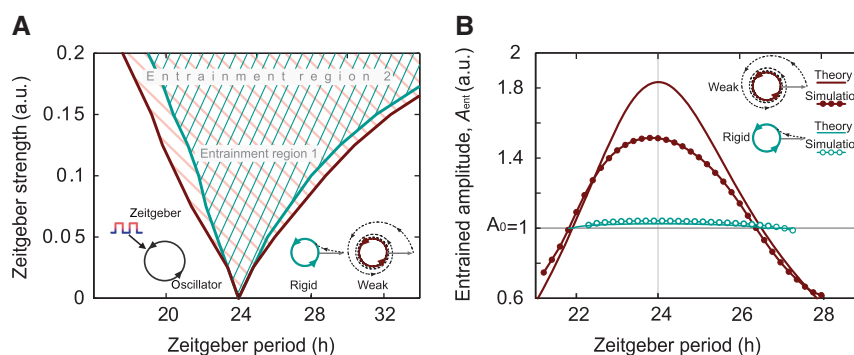 A
Zeitgeber strength (a.u.)
0.2
0.15
0.1
0.05
0
Entrainment region 2
Entrainment region 1
Zeitgeber
Oscillator
Rigid
Weak
20
24
28
32
Zeitgeber period (h)
B
Entrained amplitude, Aent (a.u.)
2
1.8
1.4
A0=1
0.6
Weak
Theory
Simulatio
Rigid
Theory
Simulatio
22
24
26
28
Zeitgeber period (h)